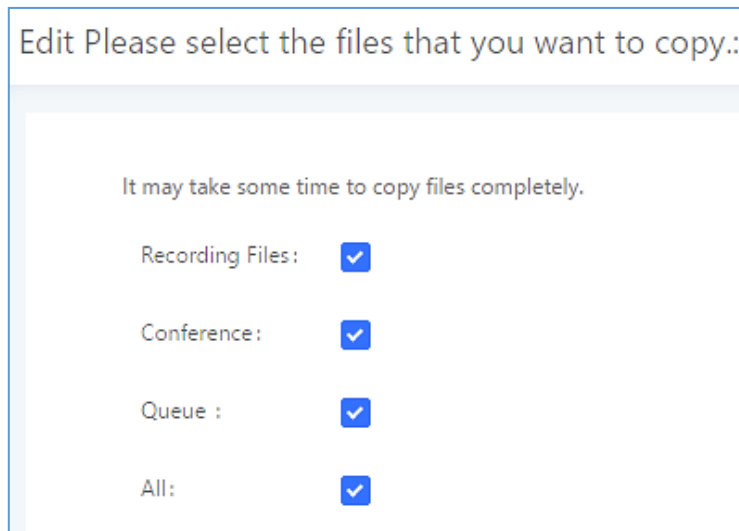 Edit Please select the files that you want to copy.:
It may take some time to copy files completely.
Recording Files:
Conference:
Queue :
All: